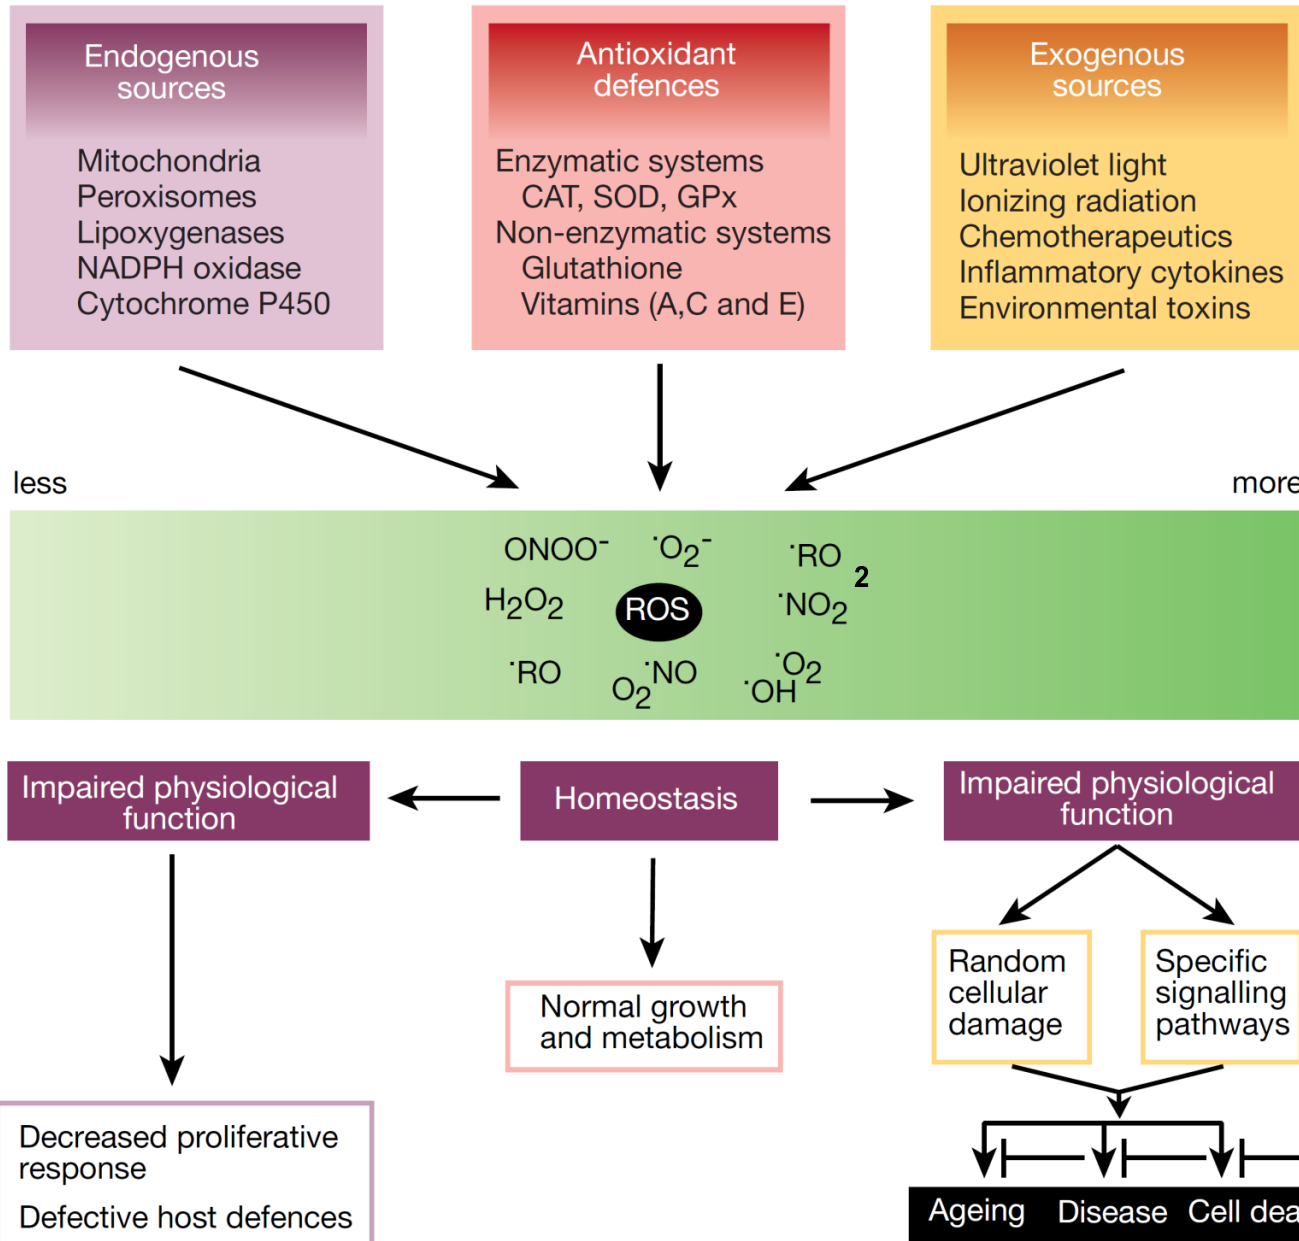 Endogenous
sources
Mitochondria
Peroxisomes
Lipoxygenases
NADPH oxidase
Cytochrome P450
Antioxidant
defences
Enzymatic systems
CAT, SOD, GPx
Non-enzymatic systems
Glutathione
Vitamins (A,C and E)
Exogenous
sources
Ultraviolet light
Ionizing radiation
Chemotherapeutics
Inflammatory cytokines
Environmental toxins
less
more
ONOO⁻ ˙O₂⁻ ˙RO 2
H₂O₂ ROS ˙NO₂
˙RO O₂ ˙NO ˙OH ˙O₂
Impaired physiological
function
Homeostasis
Impaired physiological
function
Decreased proliferative
response
Defective host defences
Normal growth
and metabolism
Random
cellular
damage
Specific
signalling
pathways
Ageing Disease Cell dea